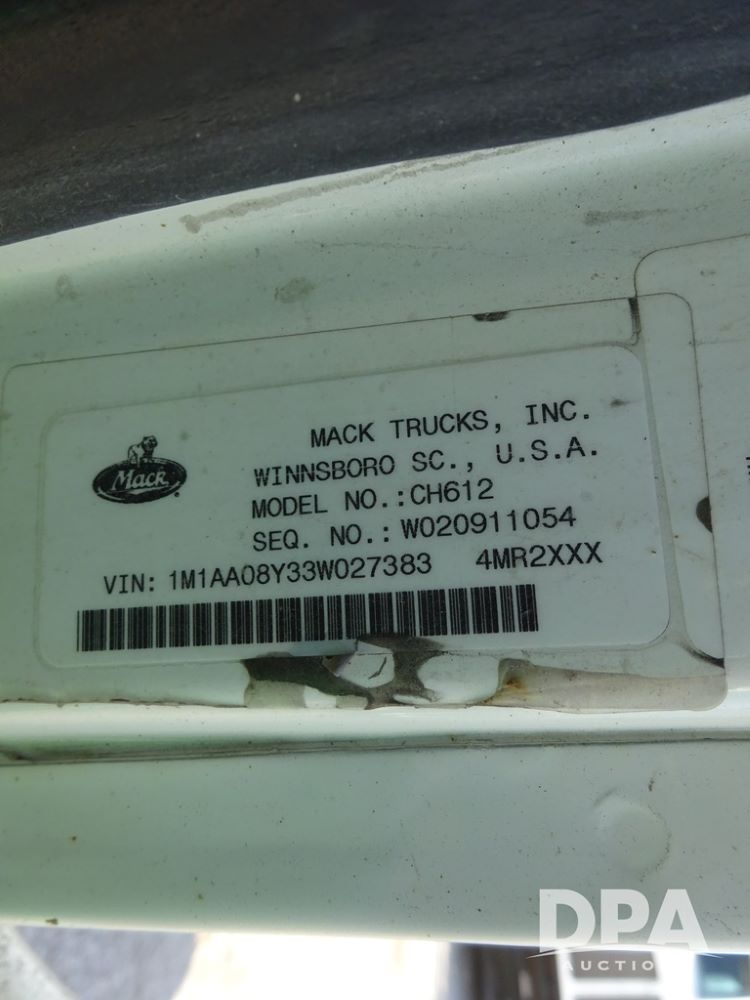 MACK TRUCKS, INC.
WINNSBORO SC., U.S.A.
Mack
MODEL NO.:CH612
SEQ. NO.: W020911054
VIN: 1M1AA08Y33W027383 4MR2XXX
DPA
AUCTIO